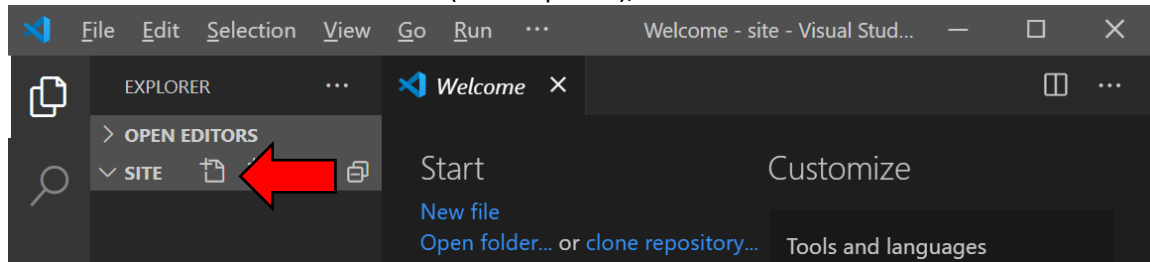 File Edit Selection View Go Run ··· Welcome - site - Visual Stud...
EXPLORER ··· Welcome ···
OPEN EDITORS
SITE
Start Customize
New file
Open folder... or clone repository... Tools and languages